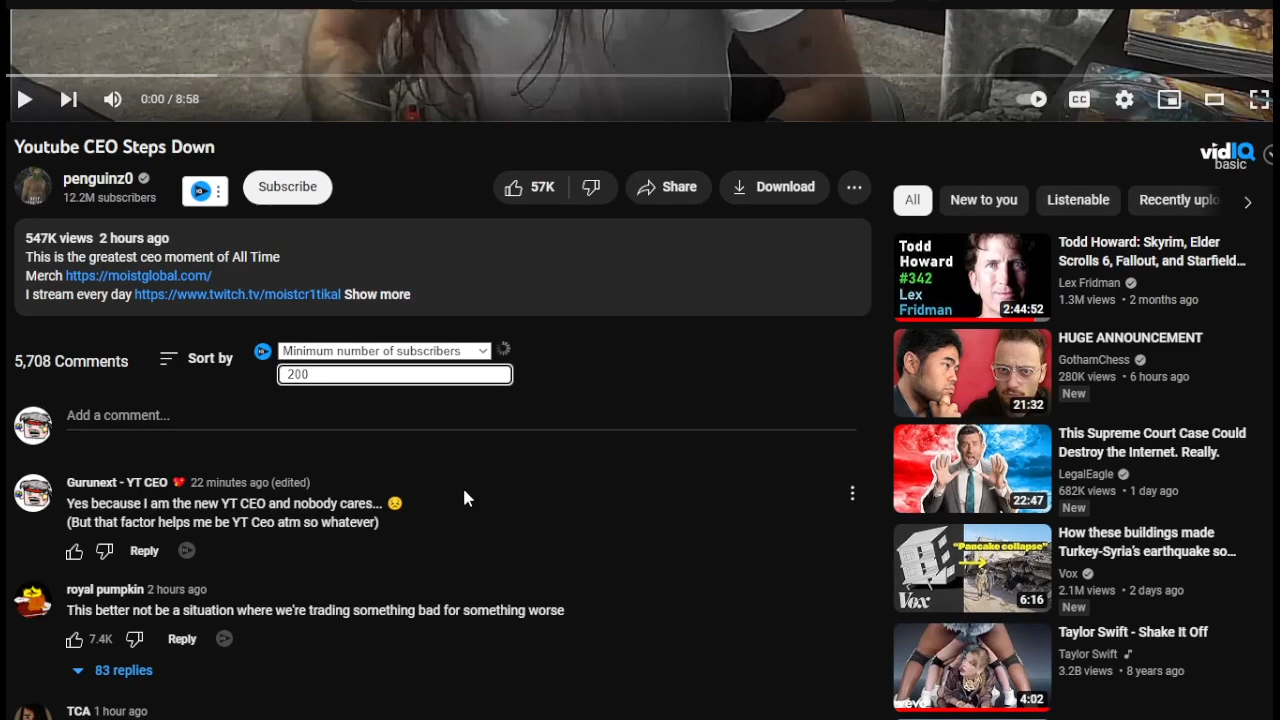 0:00 / 8:58
CC
Youtube CEO Steps Down
penguinz0
12.2M subscribers
Subscribe
57K
Share
Download
547K views 2 hours ago
This is the greatest ceo moment of All Time
Merch https://moistglobal.com/
I stream every day https://www.twitch.tv/moistcr1tikal Show more
5,708 Comments
Sort by
Minimum number of subscribers
200
Add a comment...
Gurunext - YT CEO 22 minutes ago (edited)
Yes because I am the new YT CEO and nobody cares...
(But that factor helps me be YT Ceo atm so whatever)
Reply
royal pumpkin 2 hours ago
This better not be a situation where we're trading something bad for something worse
7.4K
Reply
83 replies
TCA 1 hour ago
vidIQ
basic
All
New to you
Listenable
Recently uplo
Todd
Howard
#342
Lex
Fridman
2:44:52
Todd Howard: Skyrim, Elder
Scrolls 6, Fallout, and Starfield...
Lex Fridman
1.3M views • 2 months ago
21:32
HUGE ANNOUNCEMENT
GothamChess
280K views • 6 hours ago
New
22:47
This Supreme Court Case Could
Destroy the Internet. Really.
LegalEagle
682K views • 1 day ago
New
"Pancake collapse"
Vox
6:16
How these buildings made
Turkey-Syria's earthquake so...
Vox
2.1M views • 2 days ago
New
vevo
4:02
Taylor Swift - Shake It Off
Taylor Swift
3.2B views • 8 years ago